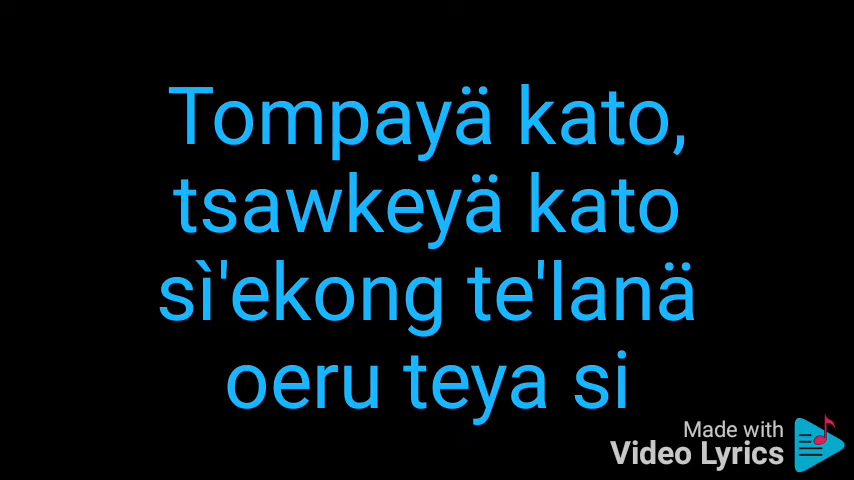 Tompayä kato,
tsawkeyä kato
sì'ekong te'lanä
oeru teya si
Made with
Video Lyrics